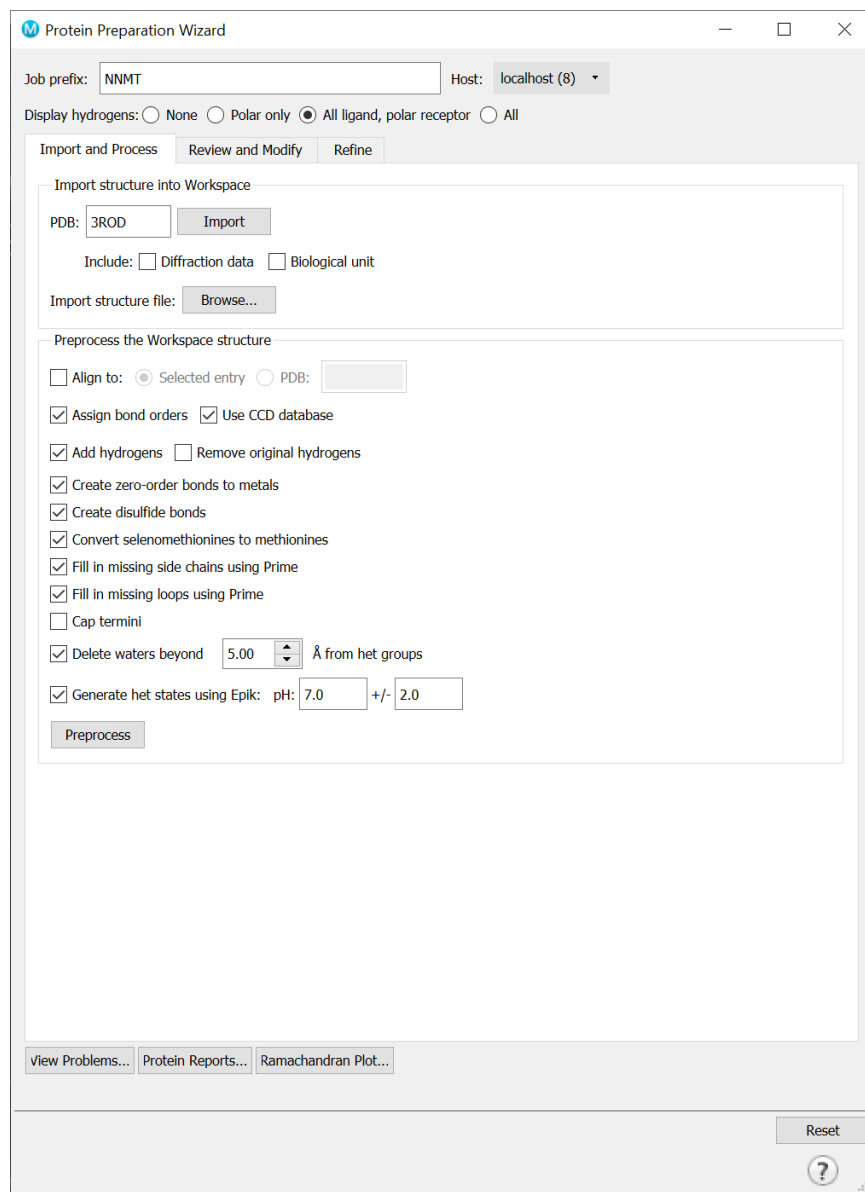 M Protein Preparation Wizard
Job prefix: NNMT Host: localhost (8)
Display hydrogens: None Polar only All ligand, polar receptor All
Import and Process Review and Modify Refine
Import structure into Workspace
PDB: 3ROD Import
Include: Diffraction data Biological unit
Import structure file: Browse...
Preprocess the Workspace structure
Align to: Selected entry PDB:
Assign bond orders Use CCD database
Add hydrogens Remove original hydrogens
Create zero-order bonds to metals
Create disulfide bonds
Convert selenomethionines to methionines
Fill in missing side chains using Prime
Fill in missing loops using Prime
Cap termini
Delete waters beyond 5.00 Å from het groups
Generate het states using Epik: pH: 7.0 +/- 2.0
Preprocess
View Problems... Protein Reports... Ramachandran Plot...
Reset
?